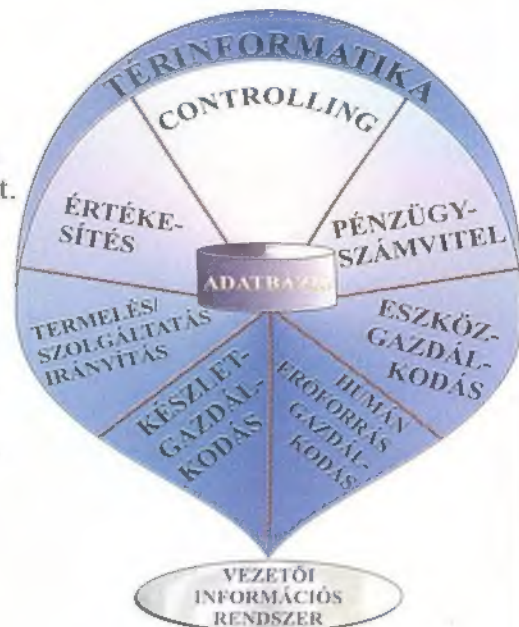 TÉRINFORMATIKA
CONTROLLING
t.
ÉRTÉKE-
SÍTÉS
PÉNZÜGY-
SZÁMVITEL
ADATBÁZIS
TERMELÉS/
SZOLGÁLTATÁS
IRÁNYÍTÁS
ESZKÖZ-
GAZDÁL-
KODÁS
KÉSZLET-
GAZDÁL-
KODÁS
HUMÁN
ERŐFORRÁS
GAZDÁL-
KODÁS
VEZETŐI
INFORMÁCIÓS
RENDSZER